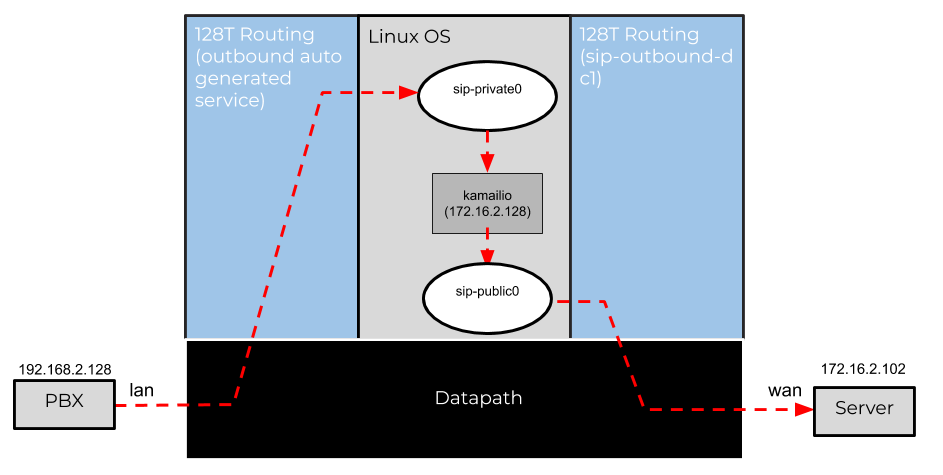 128T Routing
(outbound auto
generated
service)
Linux OS
128T Routing
(sip-outbound-d
c1)
sip-private0
kamailio
(172.16.2.128)
sip-public0
192.168.2.128
PBX
lan
Datapath
wan
172.16.2.102
Server